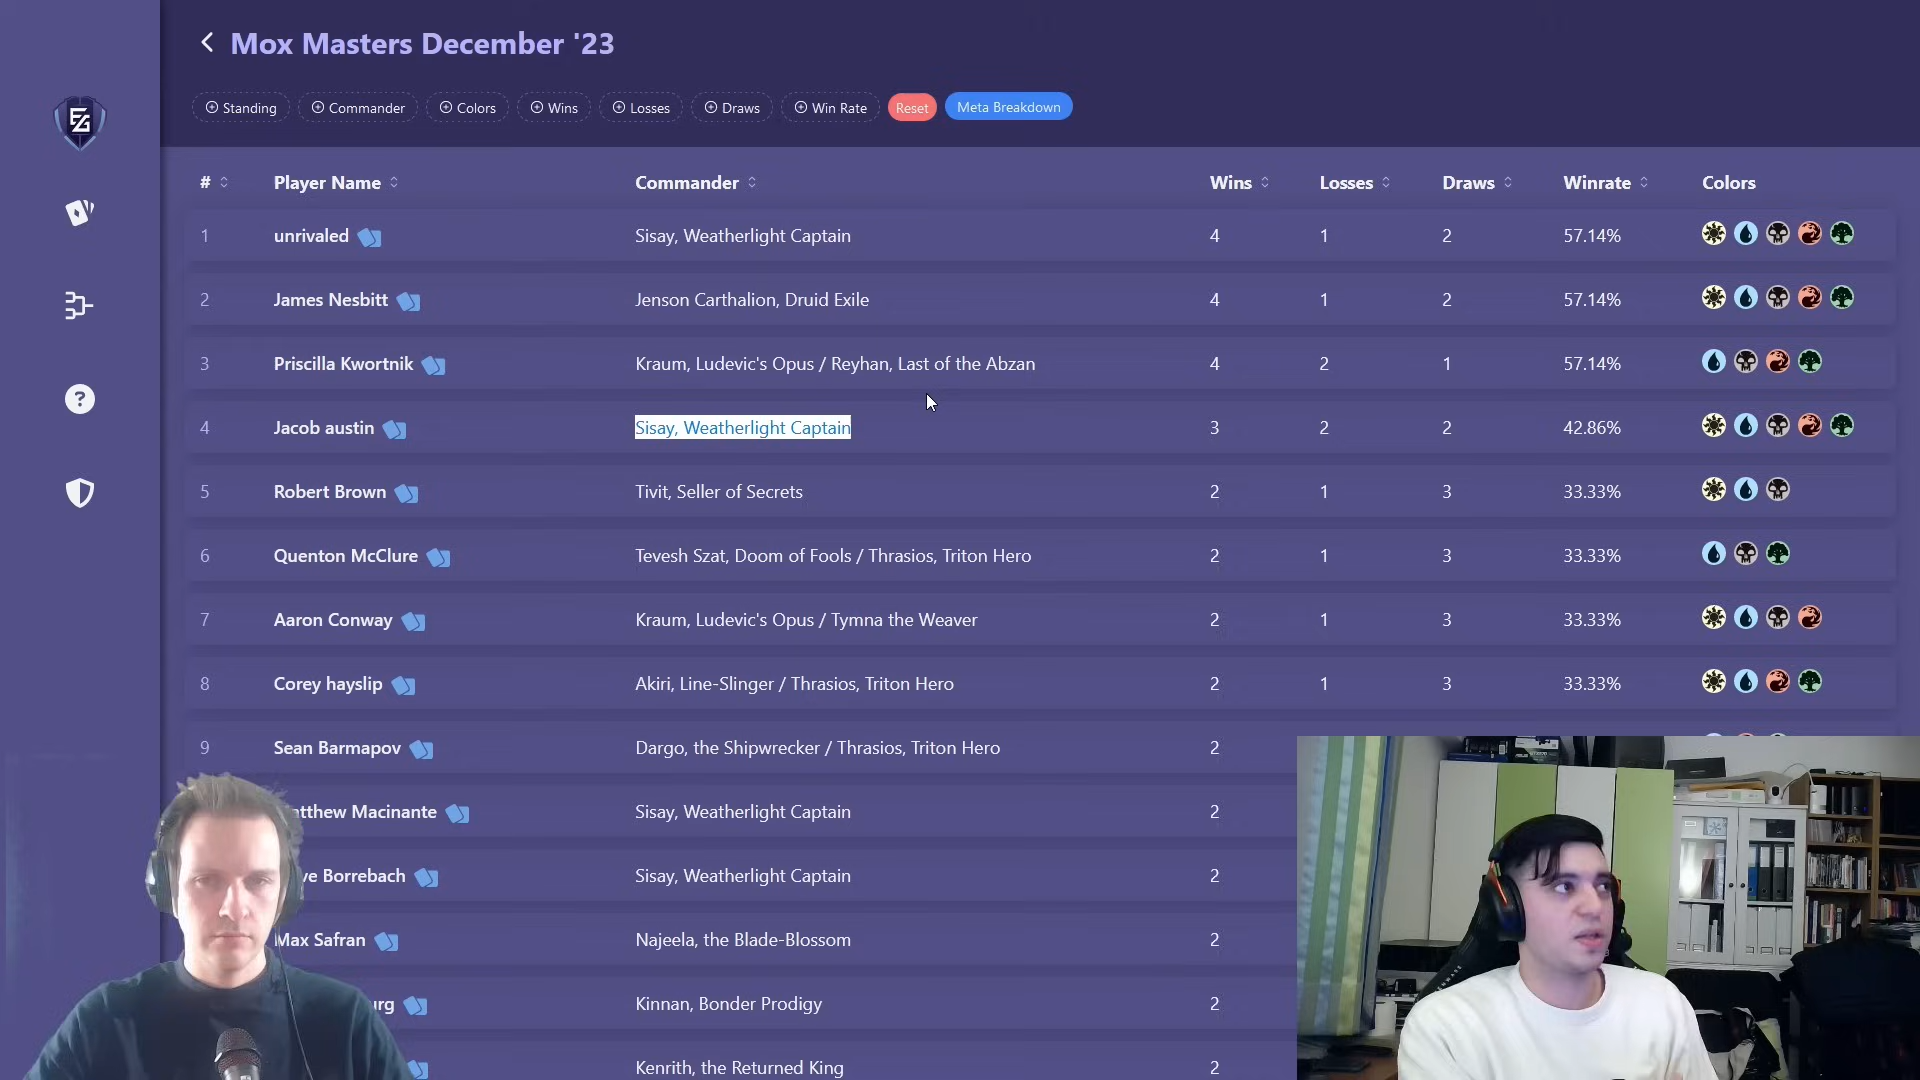 Mox Masters December '23
Standing Commander Colors Wins Losses Draws Win Rate Reset Meta Breakdown
EG
# Player Name Commander Wins Losses Draws Winrate Colors
1 unrivaled Sisay, Weatherlight Captain 4 1 2 57.14%
2 James Nesbitt Jenson Carthalion, Druid Exile 4 1 2 57.14%
3 Priscilla Kwortnik Kraum, Ludevic's Opus / Reyhan, Last of the Abzan 4 2 1 57.14%
?
4 Jacob austin Sisay, Weatherlight Captain 3 2 2 42.86%
5 Robert Brown Tivit, Seller of Secrets 2 1 3 33.33%
6 Quenton McClure Tevesh Szat, Doom of Fools / Thrasios, Triton Hero 2 1 3 33.33%
7 Aaron Conway Kraum, Ludevic's Opus / Tymna the Weaver 2 1 3 33.33%
8 Corey hayslip Akiri, Line-Slinger / Thrasios, Triton Hero 2 1 3 33.33%
9 Sean Barmapov Dargo, the Shipwrecker / Thrasios, Triton Hero 2
atthew Macinante Sisay, Weatherlight Captain 2
ve Borrebach Sisay, Weatherlight Captain 2
Max Safran Najeela, the Blade-Blossom 2
urg Kinnan, Bonder Prodigy 2
Kenrith, the Returned King 2